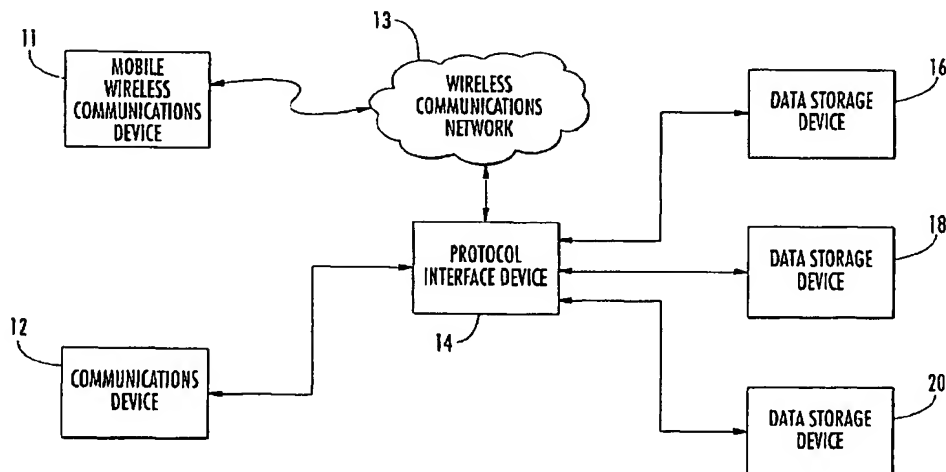 11
MOBILE
WIRELESS
COMMUNICATIONS
DEVICE
13
WIRELESS
COMMUNICATIONS
NETWORK
16
DATA STORAGE
DEVICE
PROTOCOL
INTERFACE DEVICE
14
18
DATA STORAGE
DEVICE
12
COMMUNICATIONS
DEVICE
20
DATA STORAGE
DEVICE